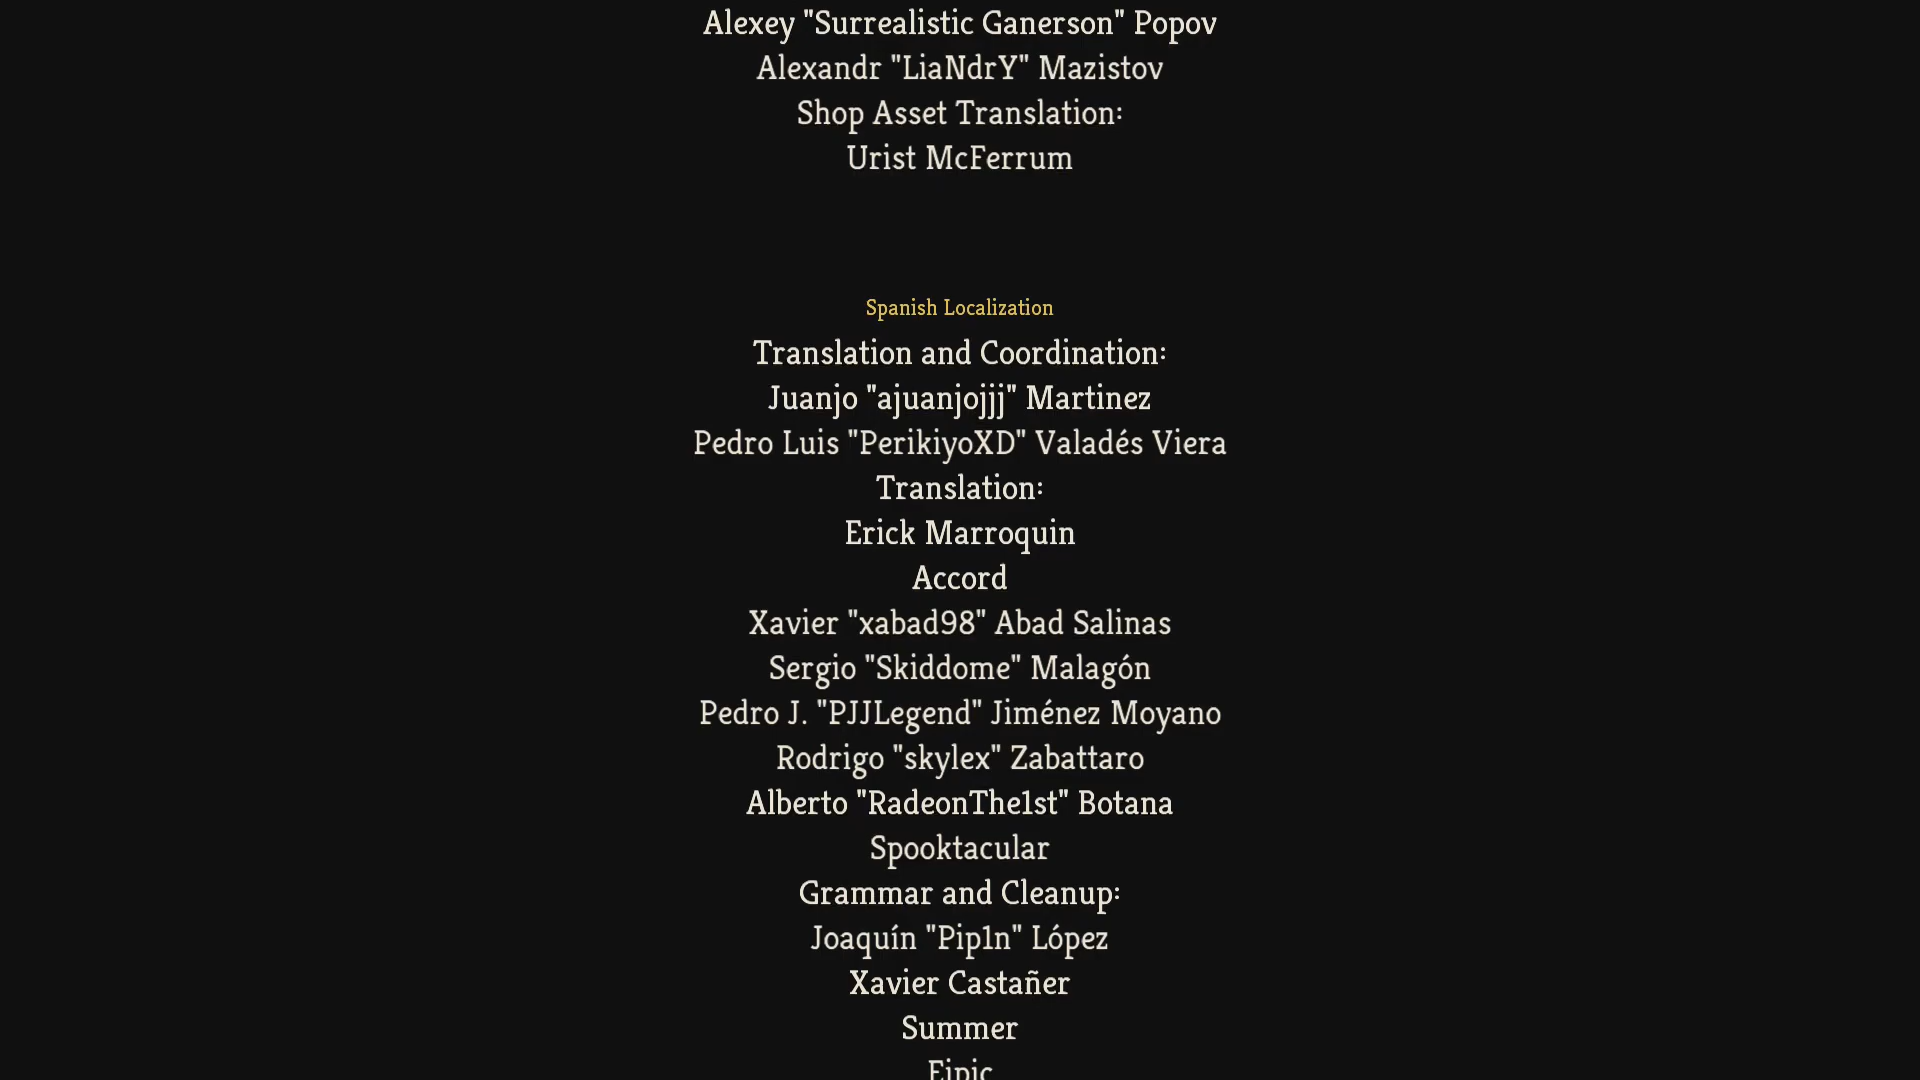 Alexey "Surrealistic Ganerson" Popov
Alexandr "LiaNdrY" Mazistov
Shop Asset Translation:
Urist McFerrum
Spanish Localization
Translation and Coordination:
Juanjo "ajuanjojjj" Martinez
Pedro Luis "PerikiyoXD" Valadés Viera
Translation:
Erick Marroquin
Accord
Xavier "xabad98" Abad Salinas
Sergio "Skiddome" Malagón
Pedro J. "PJJLegend" Jiménez Moyano
Rodrigo "skylex" Zabattaro
Alberto "RadeonThe1st" Botana
Spooktacular
Grammar and Cleanup:
Joaquín "Pip1n" López
Xavier Castañer
Summer